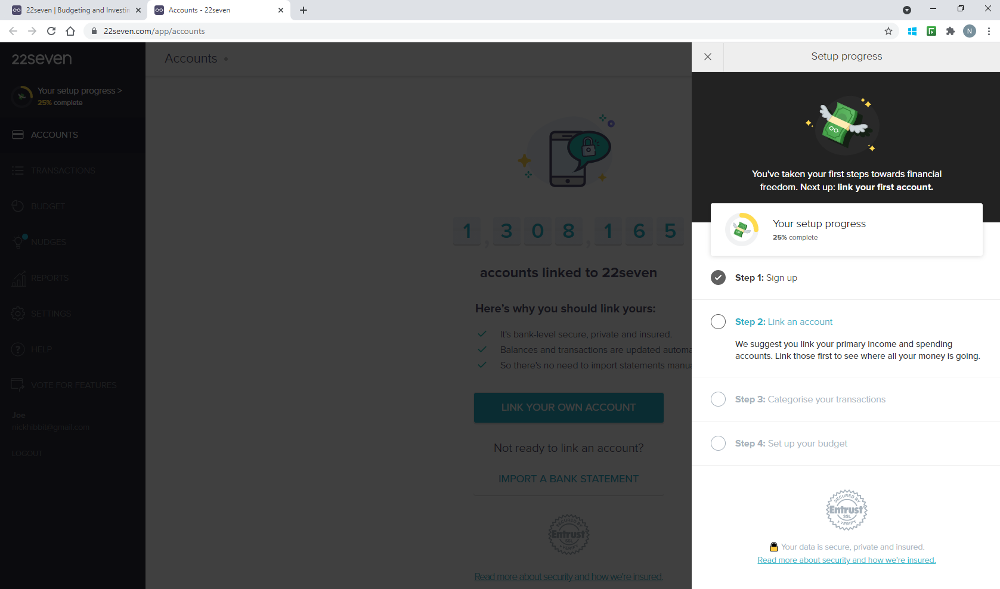 22seven | Budgeting and Investin
Accounts - 22seven
22seven.com/app/accounts
N
22seven
Your setup progress >
25% complete
ACCOUNTS
TRANSACTIONS
BUDGET
NUDGES
REPORTS
SETTINGS
HELP
VOTE FOR FEATURES
Joe
nickhibbit@gmail.com
LOGOUT
Accounts
1,308,165
accounts linked to 22seven
Here's why you should link yours:
It's bank-level secure, private and insured.
Balances and transactions are updated automa
So there's no need to import statements manua
LINK YOUR OWN ACCOUNT
Not ready to link an account?
IMPORT A BANK STATEMENT
SECURED BY
Entrust
SSL
VERIFY
Read more about security and how we're insured.
Setup progress
You've taken your first steps towards financial
freedom. Next up: link your first account.
Your setup progress
25% complete
Step 1: Sign up
Step 2: Link an account
We suggest you link your primary income and spending
accounts. Link those first to see where all your money is going.
Step 3: Categorise your transactions
Step 4: Set up your budget
SECURED BY
Entrust
SSL
VERIFY
Your data is secure, private and insured.
Read more about security and how we're insured.